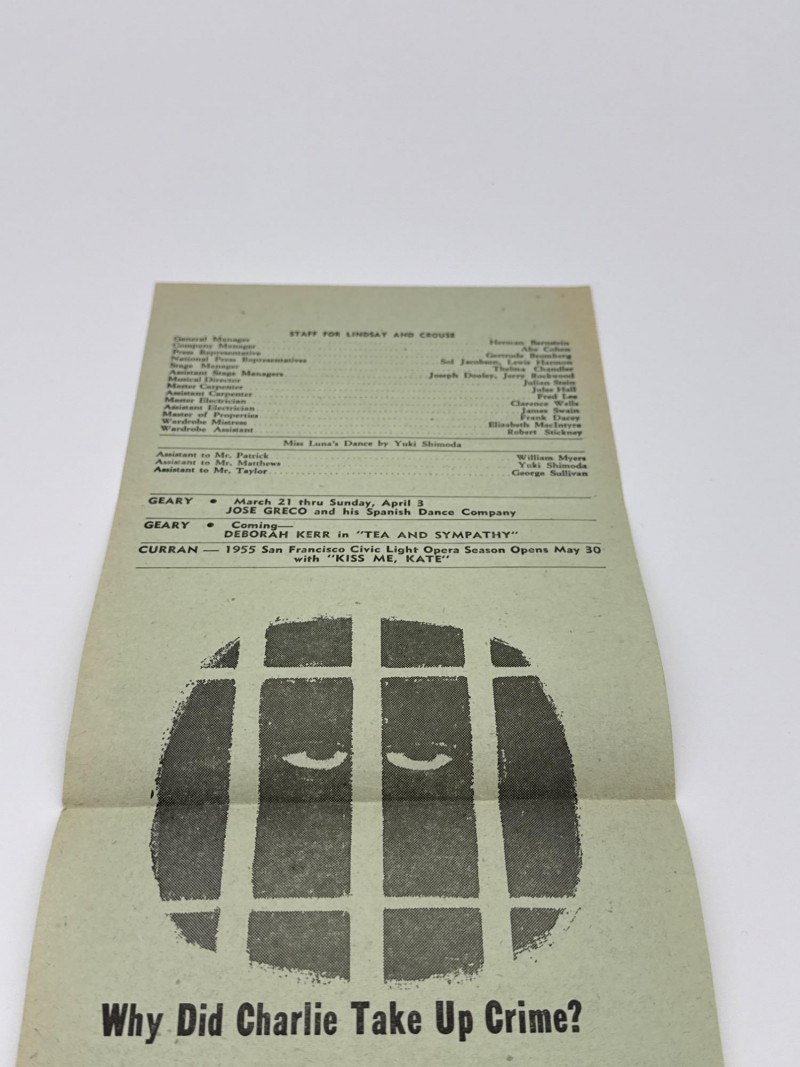 STAFF FOR LINDSAY AND CROUSE
General Manager Herman Bernstein
Company Manager Abe Cohen
Press Representative Gertrude Bromberg
National Press Representatives Sol Jacobson, Lewis Harmon
Stage Manager Thelma Chandler
Assistant Stage Managers Joseph Dooley, Jerry Rockwood
Musical Director Julian Stein
Master Carpenter Jules Hall
Assistant Carpenter Fred Lee
Master Electrician Clarence Wells
Assistant Electrician James Swain
Master of Properties Frank Dacey
Wardrobe Mistress Elizabeth MacIntyre
Wardrobe Assistant Robert Stickney
Miss Luna's Dance by Yuki Shimoda
Assistant to Mr. Patrick William Myers
Assistant to Mr. Matthews Yuki Shimoda
Assistant to Mr. Taylor George Sullivan
GEARY • March 21 thru Sunday, April 3
JOSE GRECO and his Spanish Dance Company
GEARY • Coming—
DEBORAH KERR in "TEA AND SYMPATHY"
CURRAN — 1955 San Francisco Civic Light Opera Season Opens May 30
with "KISS ME, KATE"
Why Did Charlie Take Up Crime?